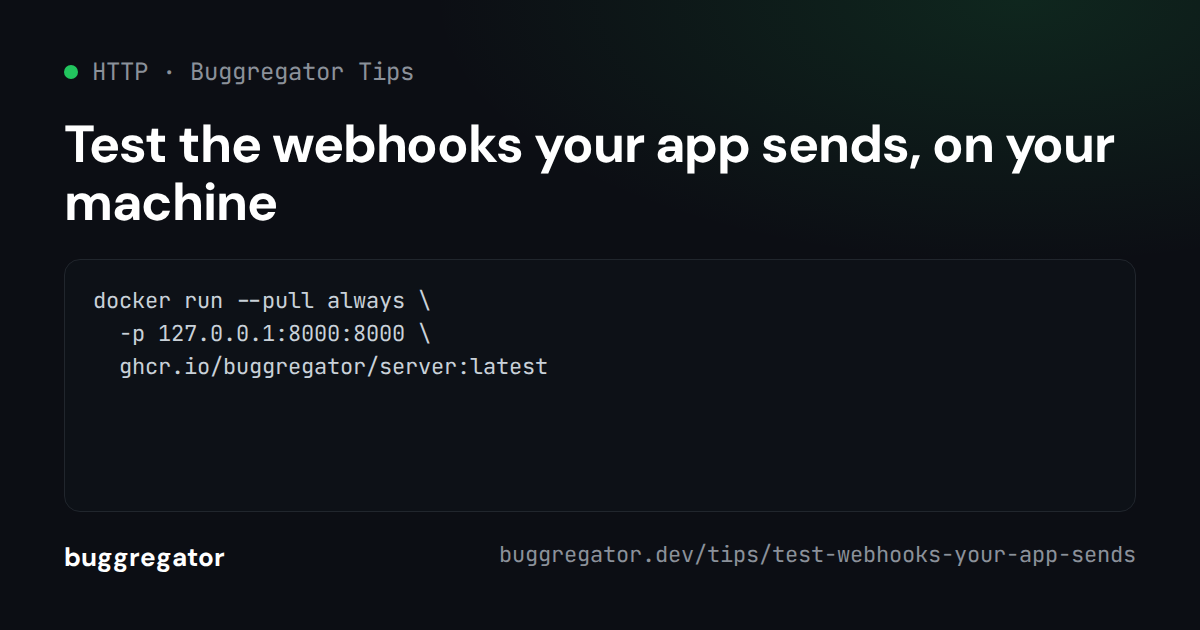 HTTP · Buggregator Tips
Test the webhooks your app sends, on your
machine
docker run --pull always \
  -p 127.0.0.1:8000:8000 \
  ghcr.io/buggregator/server:latest
buggregator
buggregator.dev/tips/test-webhooks-your-app-sends